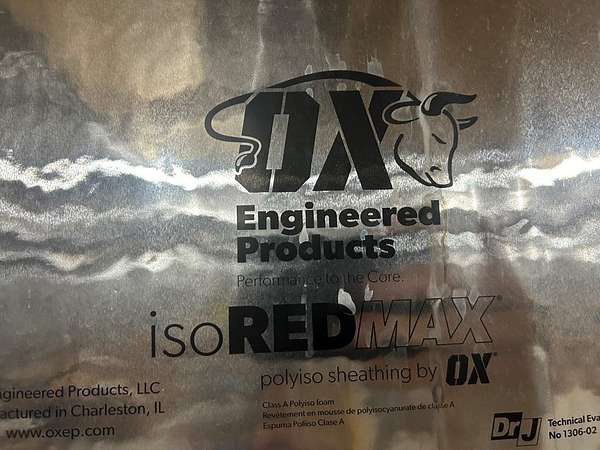 OX
Engineered
Products
Performance to the Core.
isoREDMAX®
polyiso sheathing by OX®
Class A Polyiso foam
Revêtement en mousse de polyisocyanurate de classe A
Espuma Poliiso Clase A
ngineered Products, LLC
actured in Charleston, IL
www.oxep.com
DrJ
Technical Eva
No 1306-02